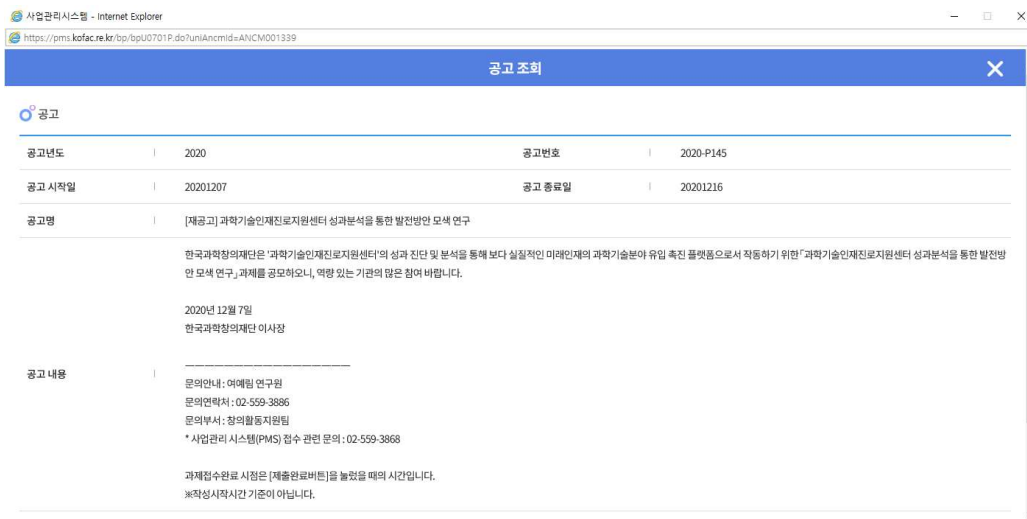 사업관리시스템 - Internet Explorer
https://pms.kofac.re.kr/bp/bpU0701P.do?uniAncmId=ANCM001339
공고 조회
공고
공고년도 2020 공고번호 2020-P145
공고 시작일 20201207 공고 종료일 20201216
공고명 [재공고] 과학기술인재진로지원센터 성과분석을 통한 발전방안 모색 연구
한국과학창의재단은 '과학기술인재진로지원센터'의 성과 진단 및 분석을 통해 보다 실질적인 미래인재의 과학기술분야 유입 촉진 플랫폼으로서 작동하기 위한「과학기술인재진로지원센터 성과분석을 통한 발전방
안 모색 연구」과제를 공모하오니, 역량 있는 기관의 많은 참여 바랍니다.
2020년 12월 7일
한국과학창의재단 이사장
공고 내용
문의안내 : 여예림 연구원
문의연락처 : 02-559-3886
문의부서 : 창의활동지원팀
* 사업관리 시스템(PMS) 접수 관련 문의 : 02-559-3868
과제접수완료 시점은 [제출완료버튼]을 눌렀을 때의 시간입니다.
※작성시작시간 기준이 아닙니다.